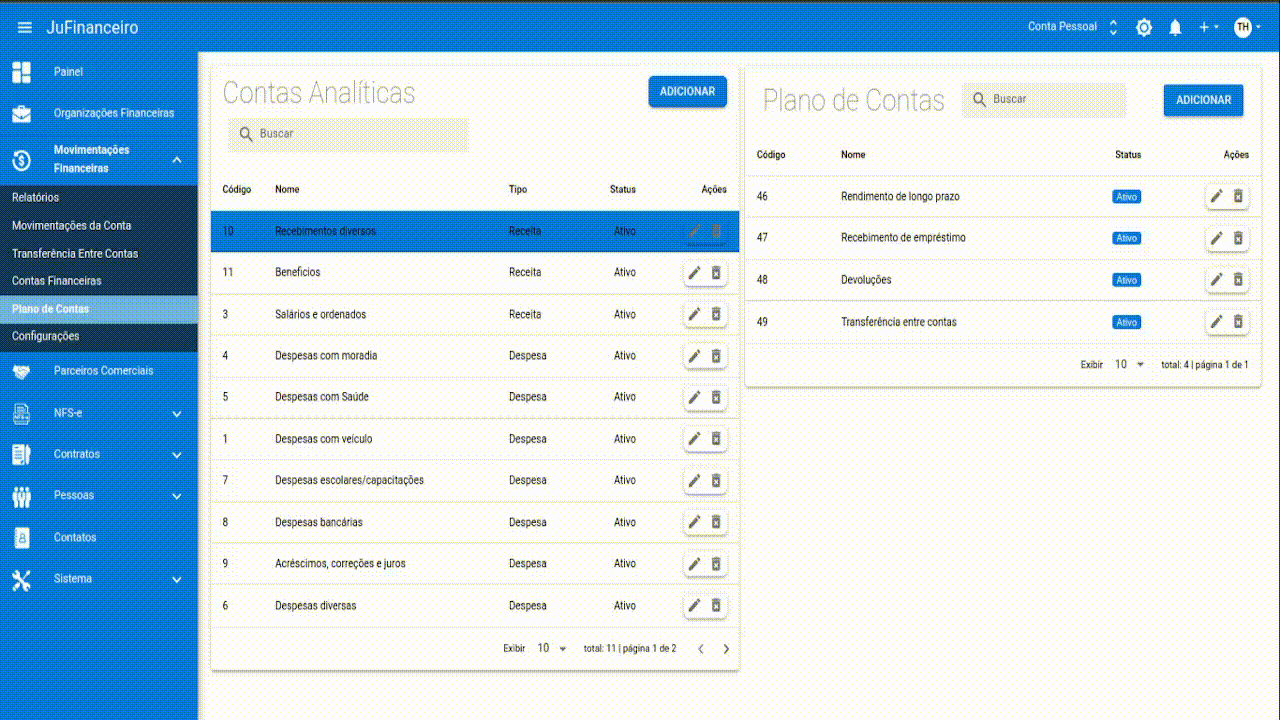 JuFinanceiro
Conta Pessoal
TH
Painel
Organizações Financeiras
Movimentações
Financeiras
Relatórios
Movimentações da Conta
Transferência Entre Contas
Contas Financeiras
Plano de Contas
Configurações
Parceiros Comerciais
NFS-e
Contratos
Pessoas
Contatos
Sistema
Contas Analíticas
ADICIONAR
Buscar
Código Nome Tipo Status Ações
10 Recebimentos diversos Receita Ativo
11 Beneficios Receita Ativo
3 Salários e ordenados Receita Ativo
4 Despesas com moradia Despesa Ativo
5 Despesas com Saúde Despesa Ativo
1 Despesas com veículo Despesa Ativo
7 Despesas escolares/capacitações Despesa Ativo
8 Despesas bancárias Despesa Ativo
9 Acréscimos, correções e juros Despesa Ativo
6 Despesas diversas Despesa Ativo
Exibir 10 total: 11 | página 1 de 2
Plano de Contas
Buscar
ADICIONAR
Código Nome Status Ações
46 Rendimento de longo prazo Ativo
47 Recebimento de empréstimo Ativo
48 Devoluções Ativo
49 Transferência entre contas Ativo
Exibir 10 total: 4 | página 1 de 1